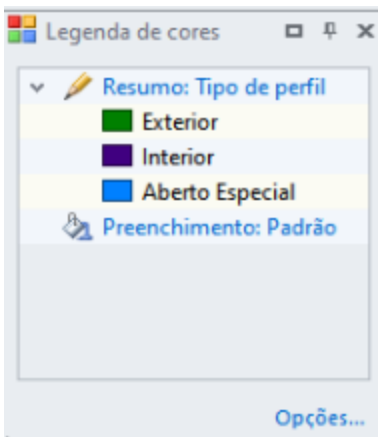 Legenda de cores
Resumo: Tipo de perfil
Exterior
Interior
Aberto Especial
Preenchimento: Padrão
Opções...